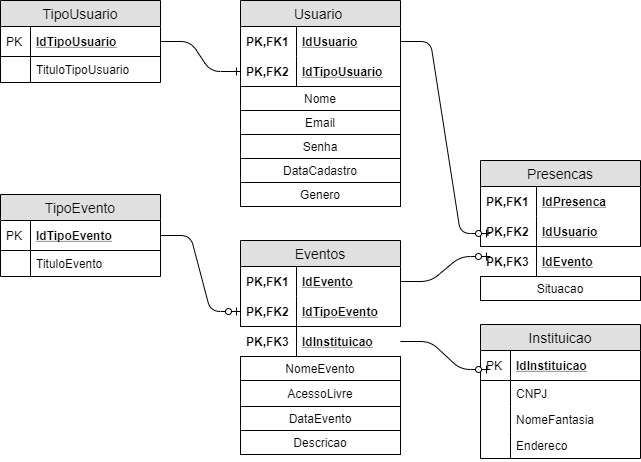 TipoUsuario
PK IdTipoUsuario
TituloTipoUsuario
Usuario
PK,FK1 IdUsuario
PK,FK2 IdTipoUsuario
Nome
Email
Senha
DataCadastro
Genero
TipoEvento
PK IdTipoEvento
TituloEvento
Eventos
PK,FK1 IdEvento
PK,FK2 IdTipoEvento
PK,FK3 IdInstituicao
NomeEvento
AcessoLivre
DataEvento
Descricao
Presencas
PK,FK1 IdPresenca
PK,FK2 IdUsuario
PK,FK3 IdEvento
Situacao
Instituicao
PK IdInstituicao
CNPJ
NomeFantasia
Endereco